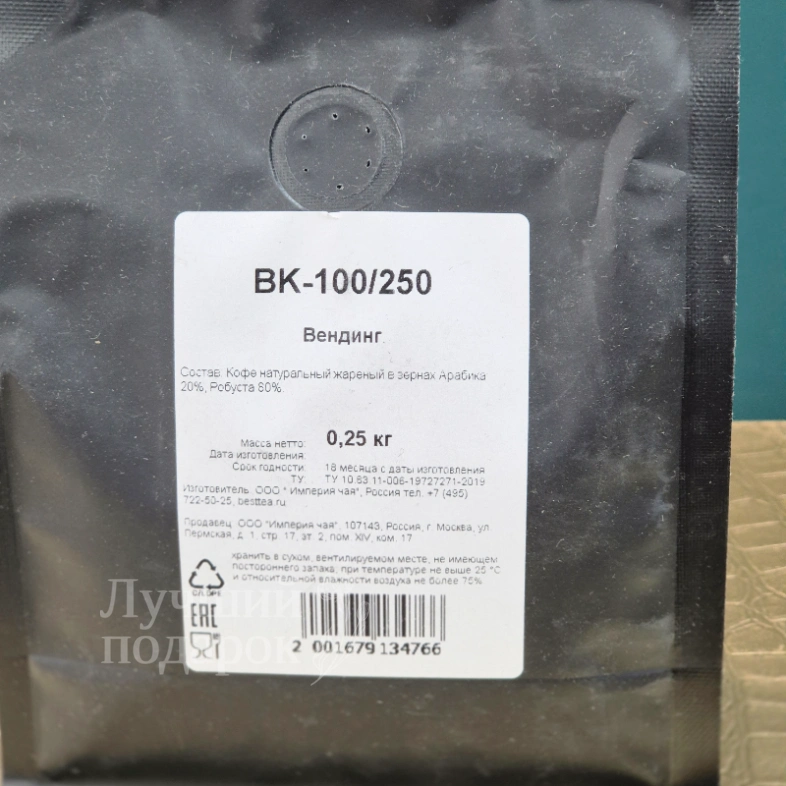 ВК-100/250
Вендинг
Состав: Кофе натуральный жареный в зернах Арабика
20%, Робуста 80%
Масса нетто: 0,25 кг
Дата изготовления:
Срок годности: 18 месяца с даты изготовления
ТУ: ТУ 10.83.11-006-19727271-2019
Изготовитель: ООО " Империя чая", Россия тел. +7 (495)
722-50-25, besttea.ru
Продавец: ООО "Империя чая", 107143, Россия, г. Москва, ул.
Пермская, д. 1, стр. 17, эт. 2, пом. XIV, ком. 17
хранить в сухом, вентилируемом месте, не имеющем
постороннего запаха, при температуре не выше 25 °С
и относительной влажности воздуха не более 75%
EAC
2 001679 134766
Лучший
подарок